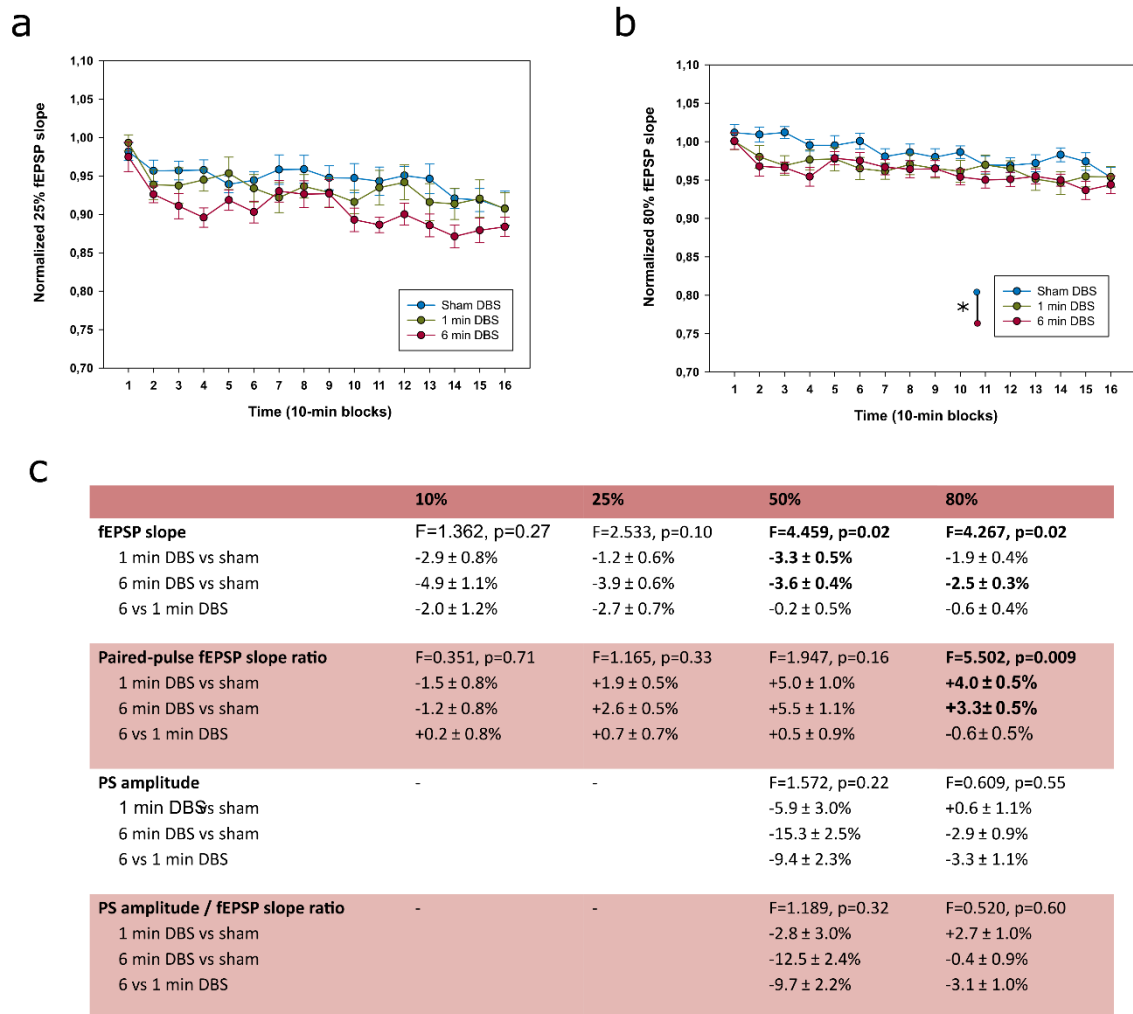 a
1,10
1,05
1,00
0,95
0,90
0,85
0,80
0,75
0,70
Normalized 25% fEPSP slope
Sham DBS
1 min DBS
6 min DBS
1 2 3 4 5 6 7 8 9 10 11 12 13 14 15 16
Time (10-min blocks)
b
1,10
1,05
1,00
0,95
0,90
0,85
0,80
0,75
0,70
Normalized 80% fEPSP slope
*
Sham DBS
1 min DBS
6 min DBS
1 2 3 4 5 6 7 8 9 10 11 12 13 14 15 16
Time (10-min blocks)
c
10% 25% 50% 80%
fEPSP slope F=1.362, p=0.27 F=2.533, p=0.10 F=4.459, p=0.02 F=4.267, p=0.02
1 min DBS vs sham -2.9 ± 0.8% -1.2 ± 0.6% -3.3 ± 0.5% -1.9 ± 0.4%
6 min DBS vs sham -4.9 ± 1.1% -3.9 ± 0.6% -3.6 ± 0.4% -2.5 ± 0.3%
6 vs 1 min DBS -2.0 ± 1.2% -2.7 ± 0.7% -0.2 ± 0.5% -0.6 ± 0.4%
Paired-pulse fEPSP slope ratio F=0.351, p=0.71 F=1.165, p=0.33 F=1.947, p=0.16 F=5.502, p=0.009
1 min DBS vs sham -1.5 ± 0.8% +1.9 ± 0.5% +5.0 ± 1.0% +4.0 ± 0.5%
6 min DBS vs sham -1.2 ± 0.8% +2.6 ± 0.5% +5.5 ± 1.1% +3.3± 0.5%
6 vs 1 min DBS +0.2 ± 0.8% +0.7 ± 0.7% +0.5 ± 0.9% -0.6± 0.5%
PS amplitude - - F=1.572, p=0.22 F=0.609, p=0.55
1 min DBS vs sham -5.9 ± 3.0% +0.6 ± 1.1%
6 min DBS vs sham -15.3 ± 2.5% -2.9 ± 0.9%
6 vs 1 min DBS -9.4 ± 2.3% -3.3 ± 1.1%
PS amplitude / fEPSP slope ratio - - F=1.189, p=0.32 F=0.520, p=0.60
1 min DBS vs sham -2.8 ± 3.0% +2.7 ± 1.0%
6 min DBS vs sham -12.5 ± 2.4% -0.4 ± 0.9%
6 vs 1 min DBS -9.7 ± 2.2% -3.1 ± 1.0%